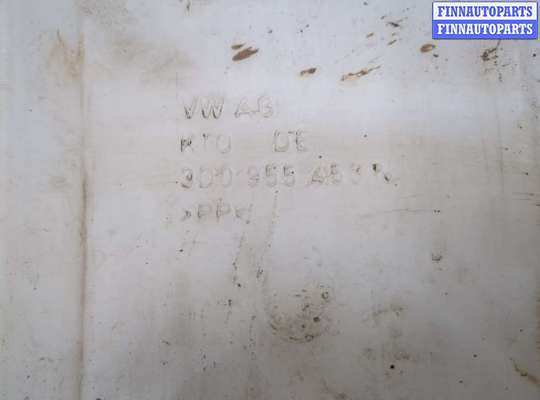 FINNAUTOPARTS
FINNAUTOPARTS
VW AG
KTO DE
3D0 955 453
>PP<